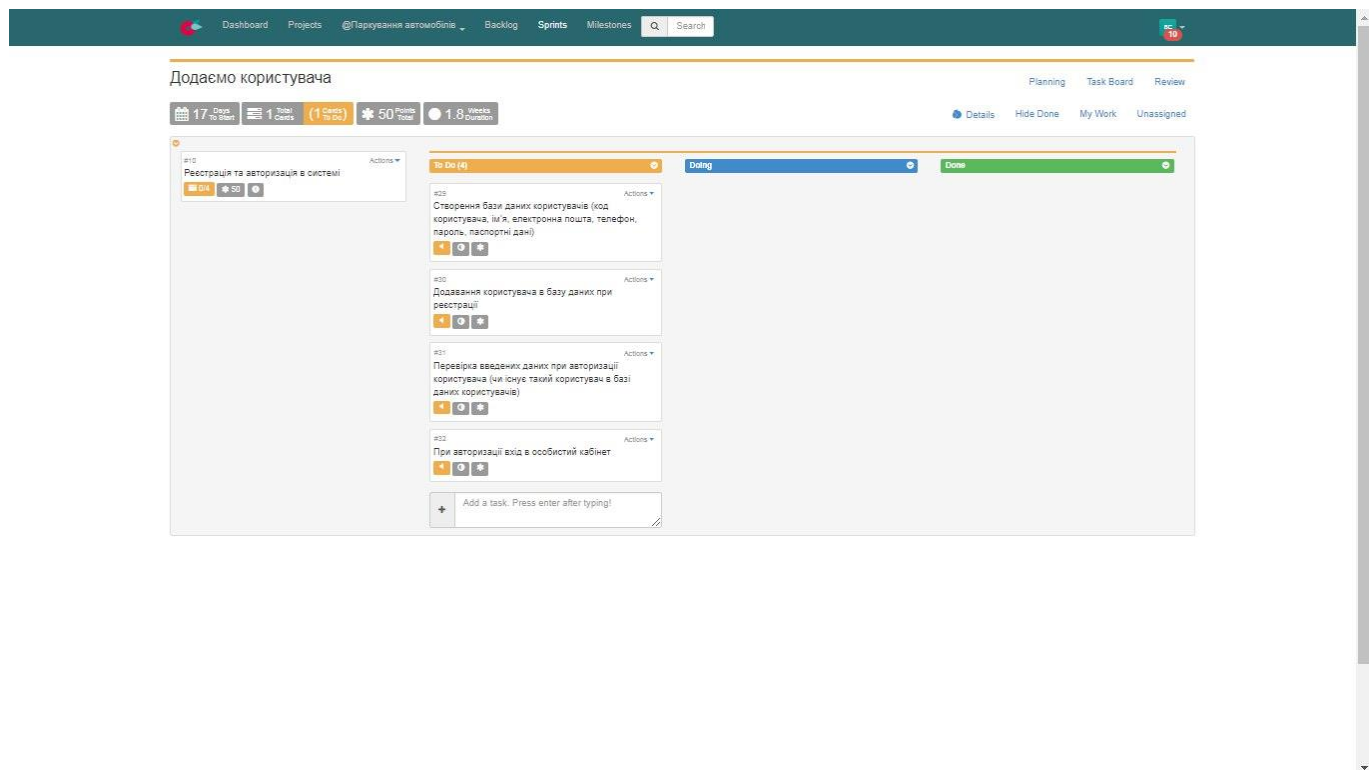 Dashboard Projects @Паркування автомобілів Backlog Sprints Milestones Search
10
Додаємо користувача
Planning Task Board Review
17 Days To Start 1 Total Cards (1 Cards To Do) 50 Points Total 1.8 Weeks Duration
Details Hide Done My Work Unassigned
#10 Actions
Реєстрація та авторизація в системі
0/4 50
To Do (4) Doing Done
#29 Actions
Створення бази даних користувачів (код
користувача, ім'я, електронна пошта, телефон,
пароль, паспортні дані)
#30 Actions
Додавання користувача в базу даних при
реєстрації
#31 Actions
Перевірка введених даних при авторизації
користувача (чи існує такий користувач в базі
даних користувачів)
#32 Actions
При авторизації вхід в особистий кабінет
Add a task. Press enter after typing!